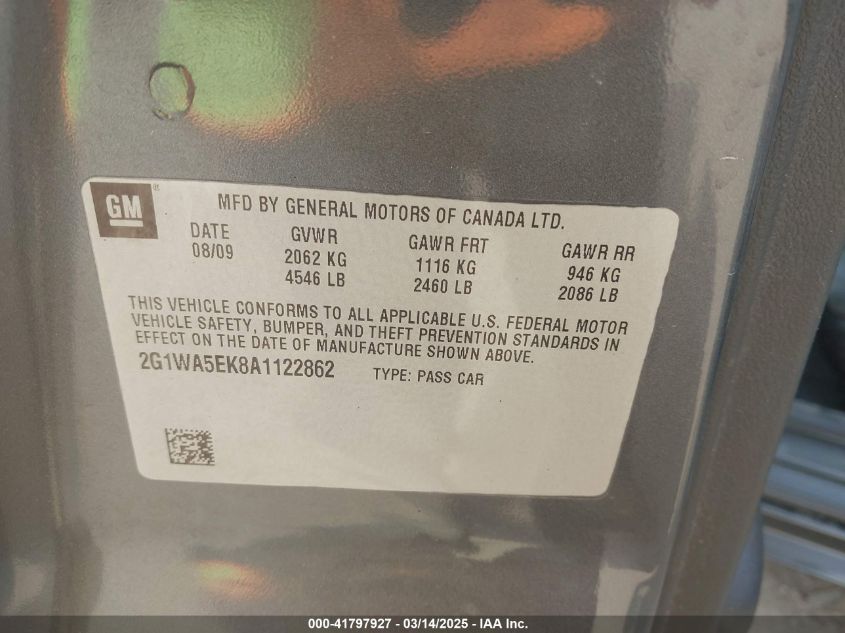 GM ®
MFD BY GENERAL MOTORS OF CANADA LTD.
DATE GVWR GAWR FRT GAWR RR
08/09 2062 KG 1116 KG 946 KG
4546 LB 2460 LB 2086 LB
THIS VEHICLE CONFORMS TO ALL APPLICABLE U.S. FEDERAL MOTOR
VEHICLE SAFETY, BUMPER, AND THEFT PREVENTION STANDARDS IN
EFFECT ON THE DATE OF MANUFACTURE SHOWN ABOVE.
2G1WA5EK8A1122862 TYPE: PASS CAR
000-41797927 - 03/14/2025 - IAA Inc.